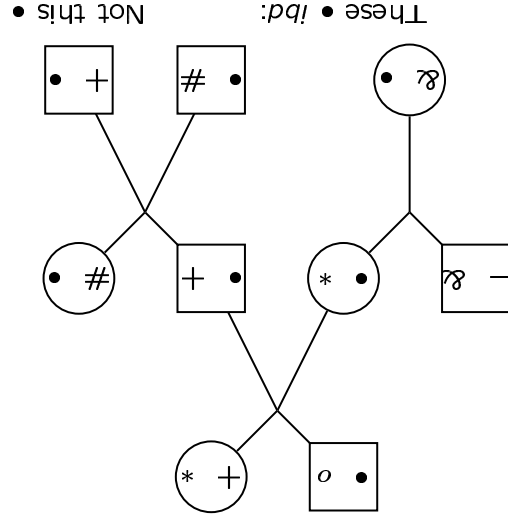 • o + *
− & • * • + # •
& • • # + •
These • ibd: Not this •